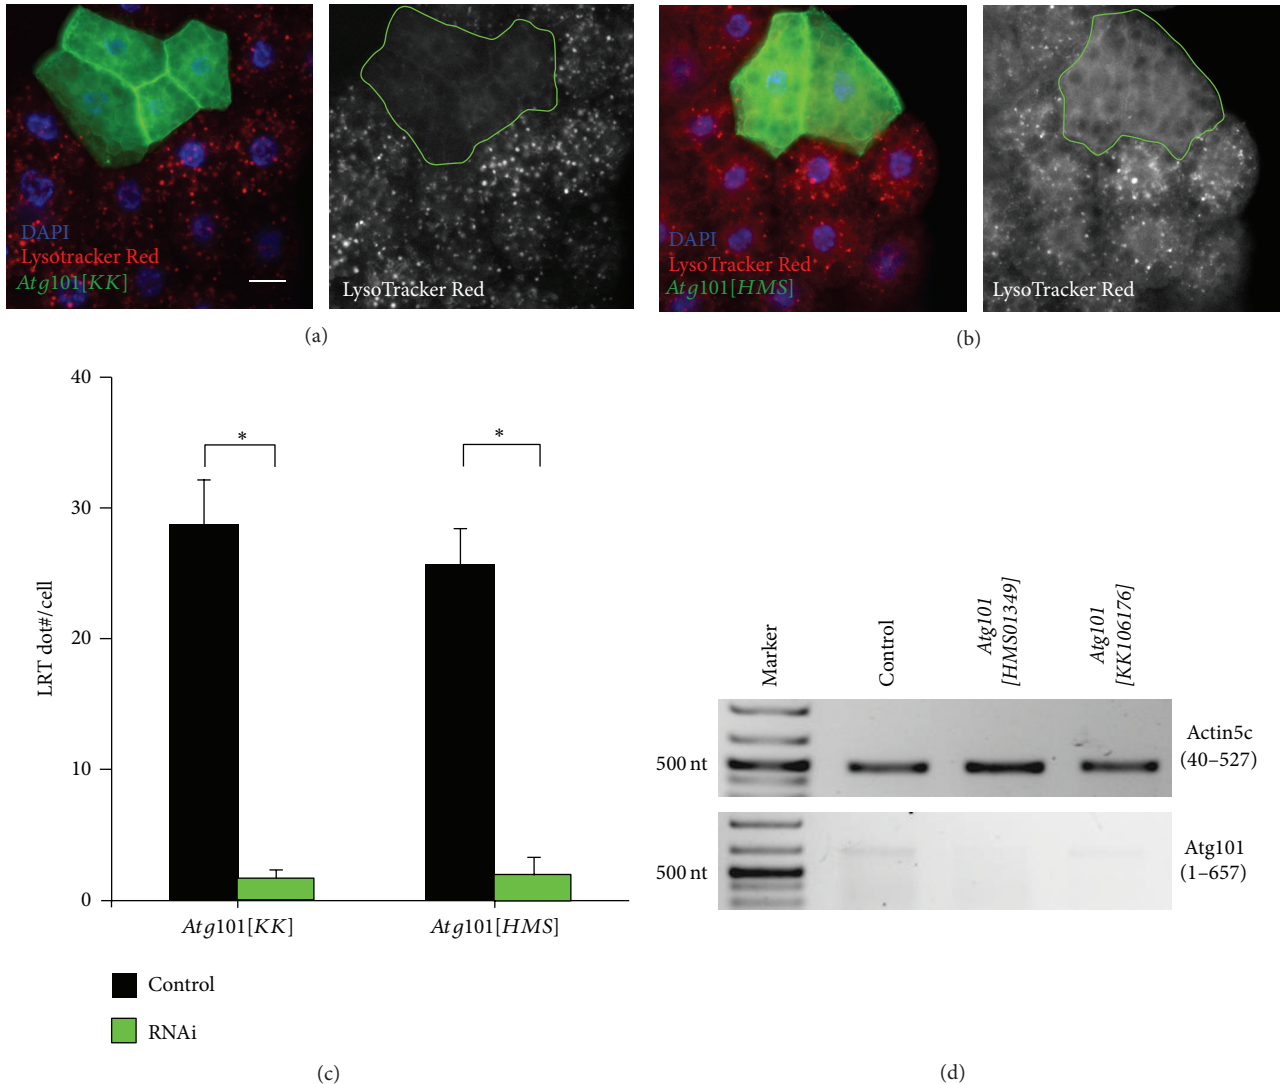 DAPI
Lysotracker Red
Atg101[KK]
LysoTracker Red
(a)
DAPI
LysoTracker Red
Atg101[HMS]
LysoTracker Red
(b)
40
30
20
10
0
LRT dot#/cell
*
*
Atg101[KK]
Atg101[HMS]
Control
RNAi
(c)
Marker
Control
Atg101
[HMS01349]
Atg101
[KK106176]
500 nt
Actin5c
(40–527)
500 nt
Atg101
(1–657)
(d)